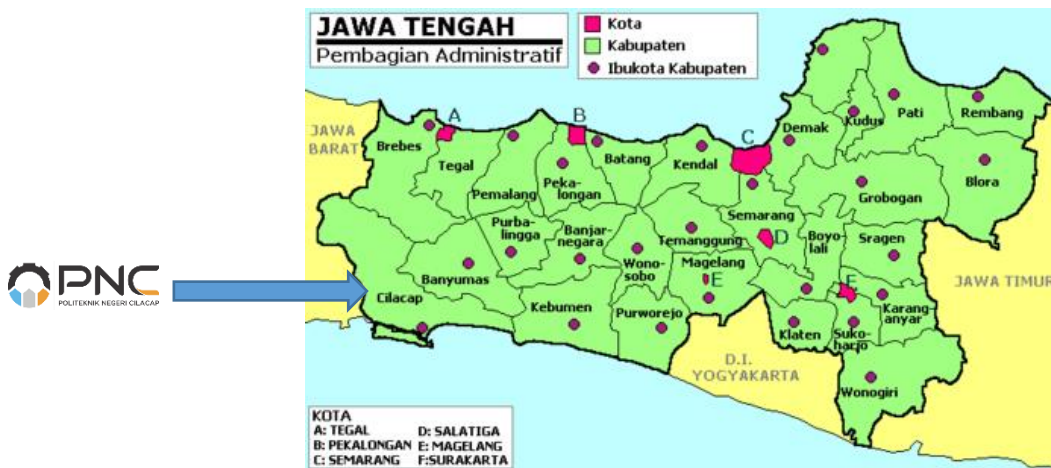 JAWA TENGAH
Pembagian Administratif
Kota
Kabupaten
Ibukota Kabupaten
JAWA
BARAT
A
B
C
Brebes
Tegal
Pemalang
Peka-
longan
Batang
Kendal
Demak
Kudus
Pati
Rembang
Blora
Grobogan
Semarang
D
Purba-
lingga
Banjar-
negara
Wono-
sobo
Temanggung
Boyo-
lali
Sragen
Magelang
E
E
Banyumas
Cilacap
Kebumen
Purworejo
Klaten
Suko-
harjo
Karang
anyar
Wonogiri
JAWA TIMUR
D.I.
YOGYAKARTA
PNC
POLITEKNIK NEGERI CILACAP
KOTA
A: TEGAL D: SALATIGA
B: PEKALONGAN E: MAGELANG
C: SEMARANG F:SURAKARTA